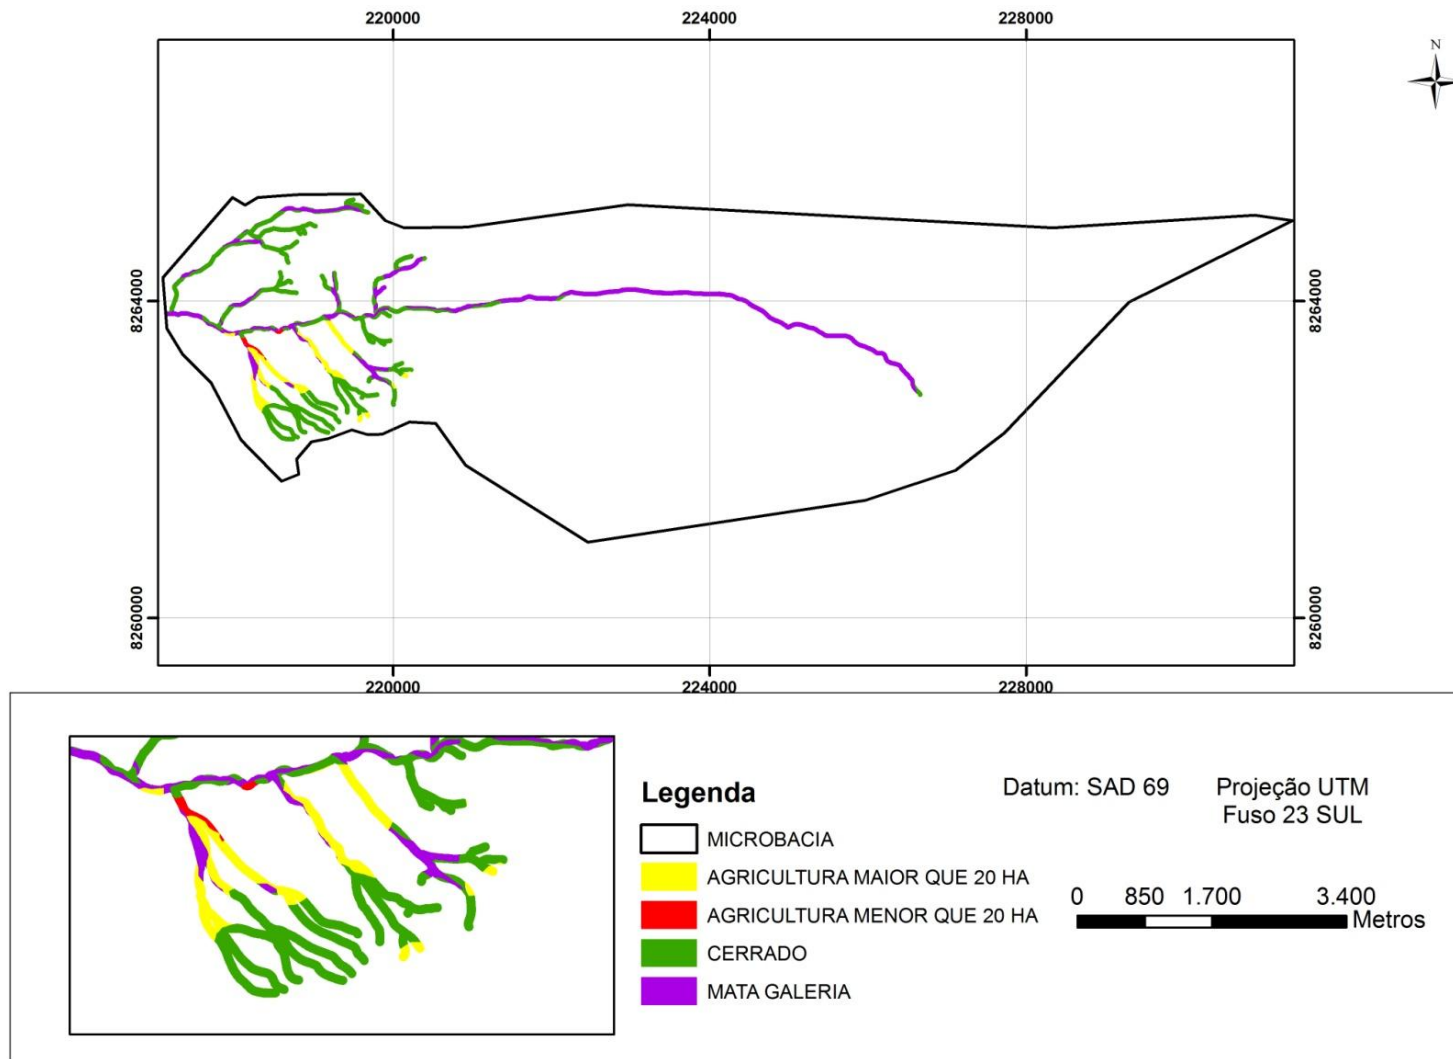 220000 224000 228000
N
8264000 8264000
8260000 8260000
220000 224000 228000
Legenda
MICROBACIA
AGRICULTURA MAIOR QUE 20 HA
AGRICULTURA MENOR QUE 20 HA
CERRADO
MATA GALERIA
Datum: SAD 69
Projeção UTM
Fuso 23 SUL
0 850 1.700 3.400
Metros